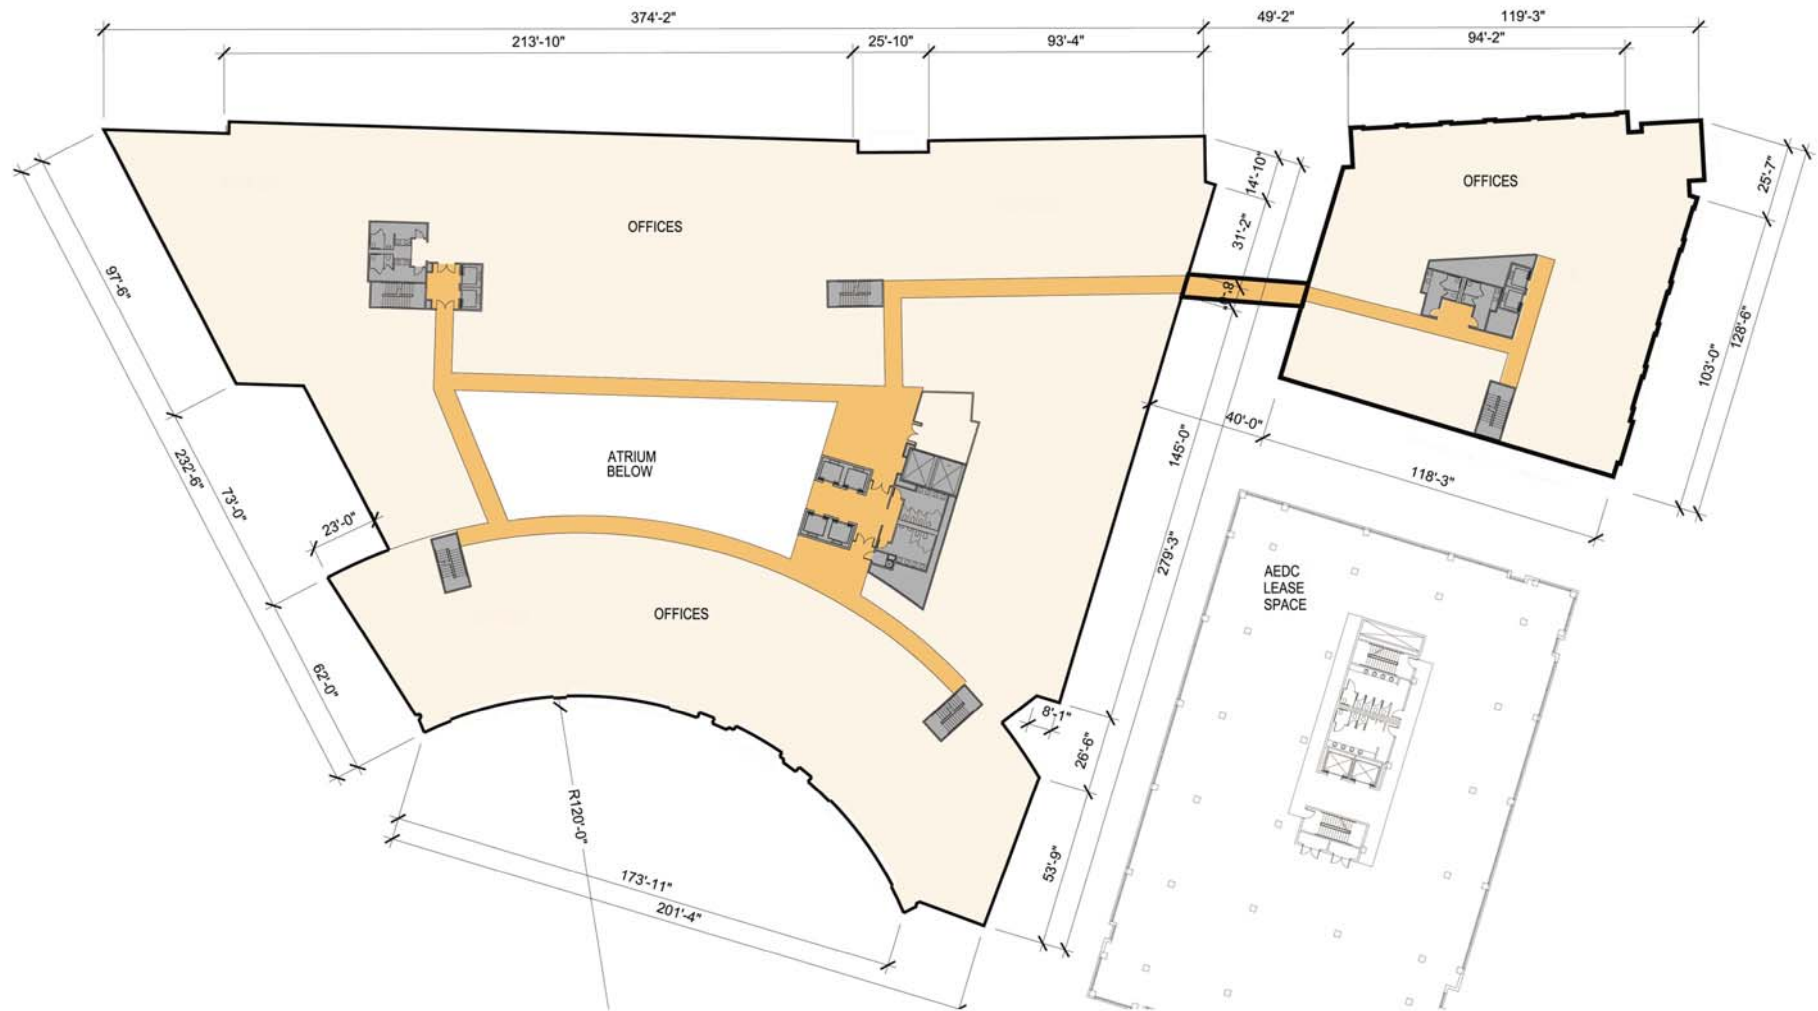 374'-2"
49'-2"
119'-3"
213'-10"
25'-10"
93'-4"
94'-2"
14'-10"
25'-7"
OFFICES
OFFICES
31'-2"
97'-6"
128'-6"
103'-0"
40'-0"
145'-0"
ATRIUM
BELOW
232'-6"
118'-3"
73'-0"
23'-0"
279'-3"
AEDC
LEASE
SPACE
OFFICES
62'-0"
8'-1"
26'-6"
R120'-0"
53'-9"
173'-11"
201'-4"